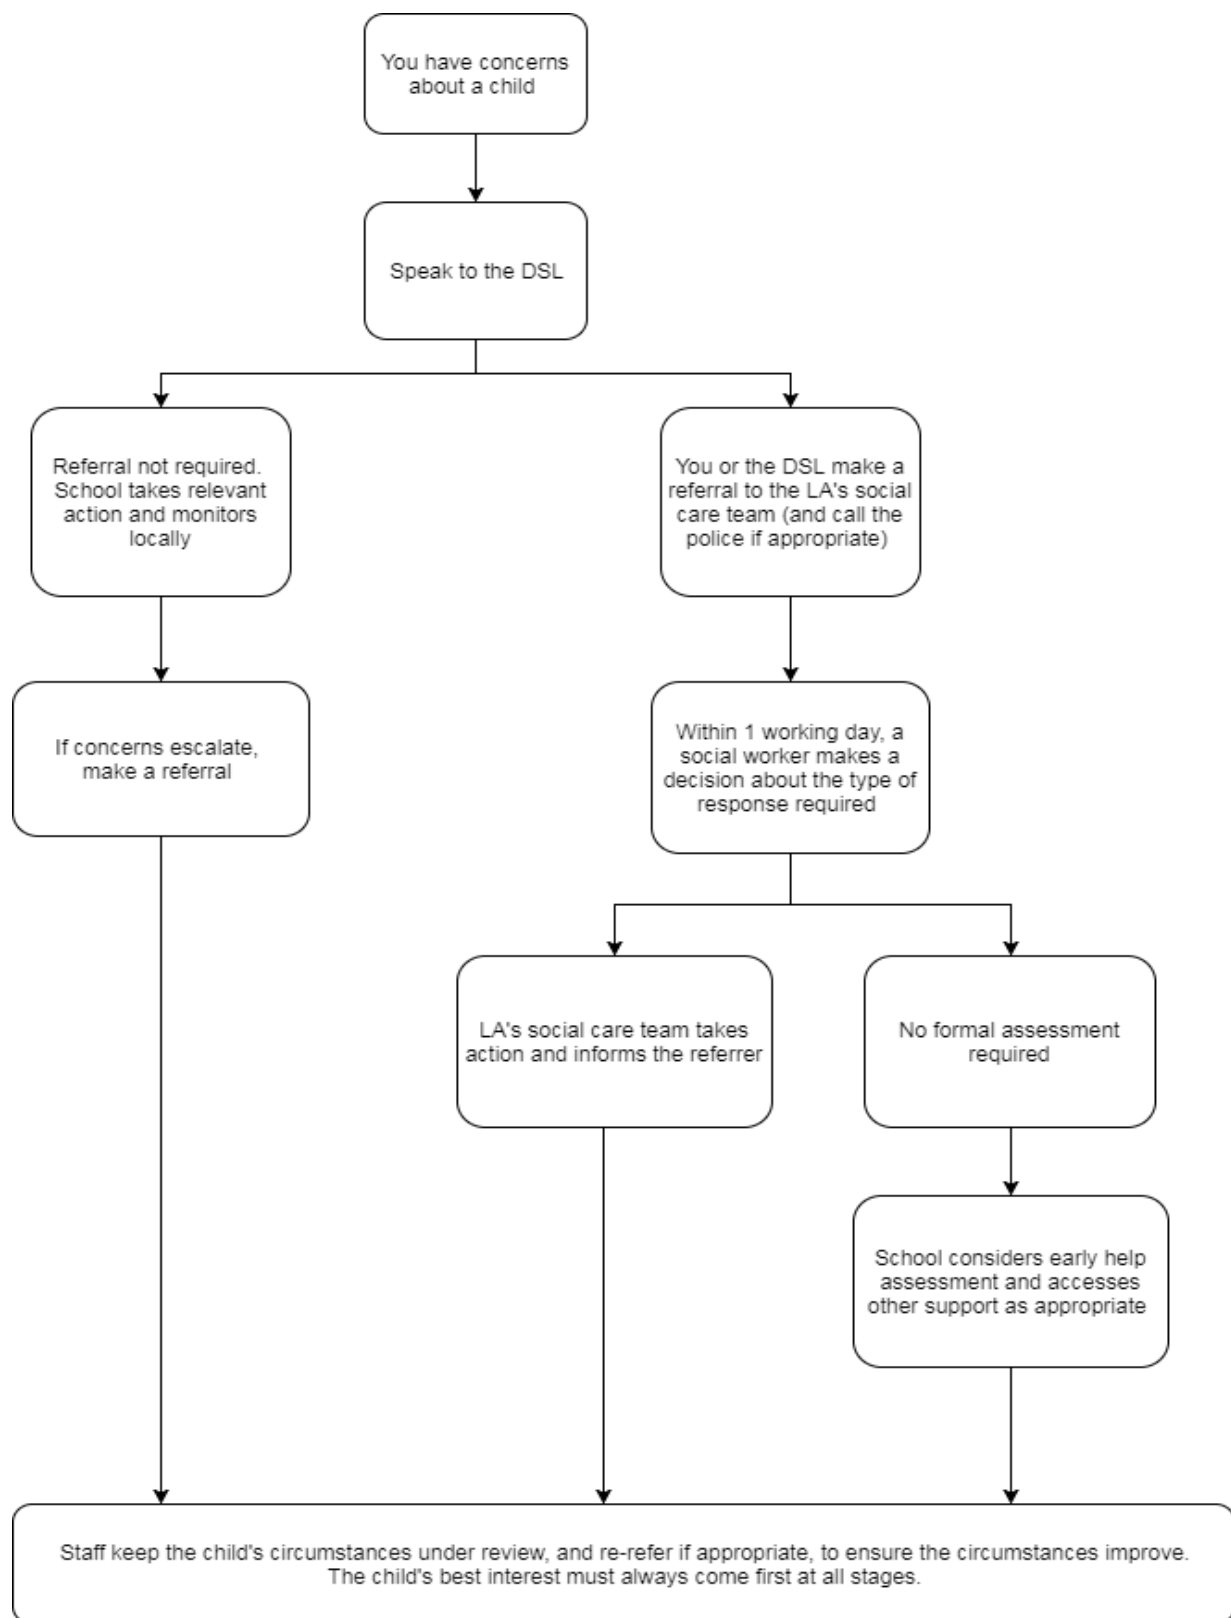 You have concerns
about a child
Speak to the DSL
Referral not required.
School takes relevant
action and monitors
locally
You or the DSL make a
referral to the LA's social
care team (and call the
police if appropriate)
If concerns escalate,
make a referral
Within 1 working day, a
social worker makes a
decision about the type of
response required
LA's social care team takes
action and informs the referrer
No formal assessment
required
School considers early help
assessment and accesses
other support as appropriate
Staff keep the child's circumstances under review, and re-refer if appropriate, to ensure the circumstances improve.
The child's best interest must always come first at all stages.